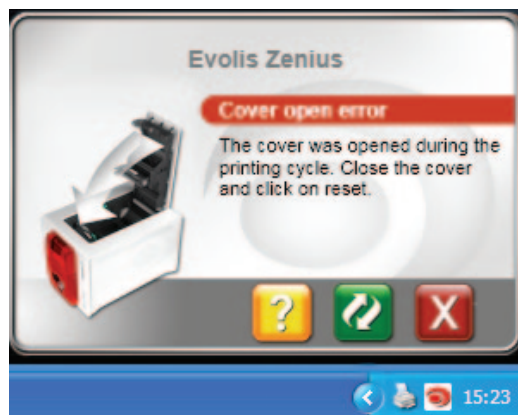 Evolis Zenius
Cover open error
The cover was opened during the
printing cycle. Close the cover
and click on reset.
?
X
15:23